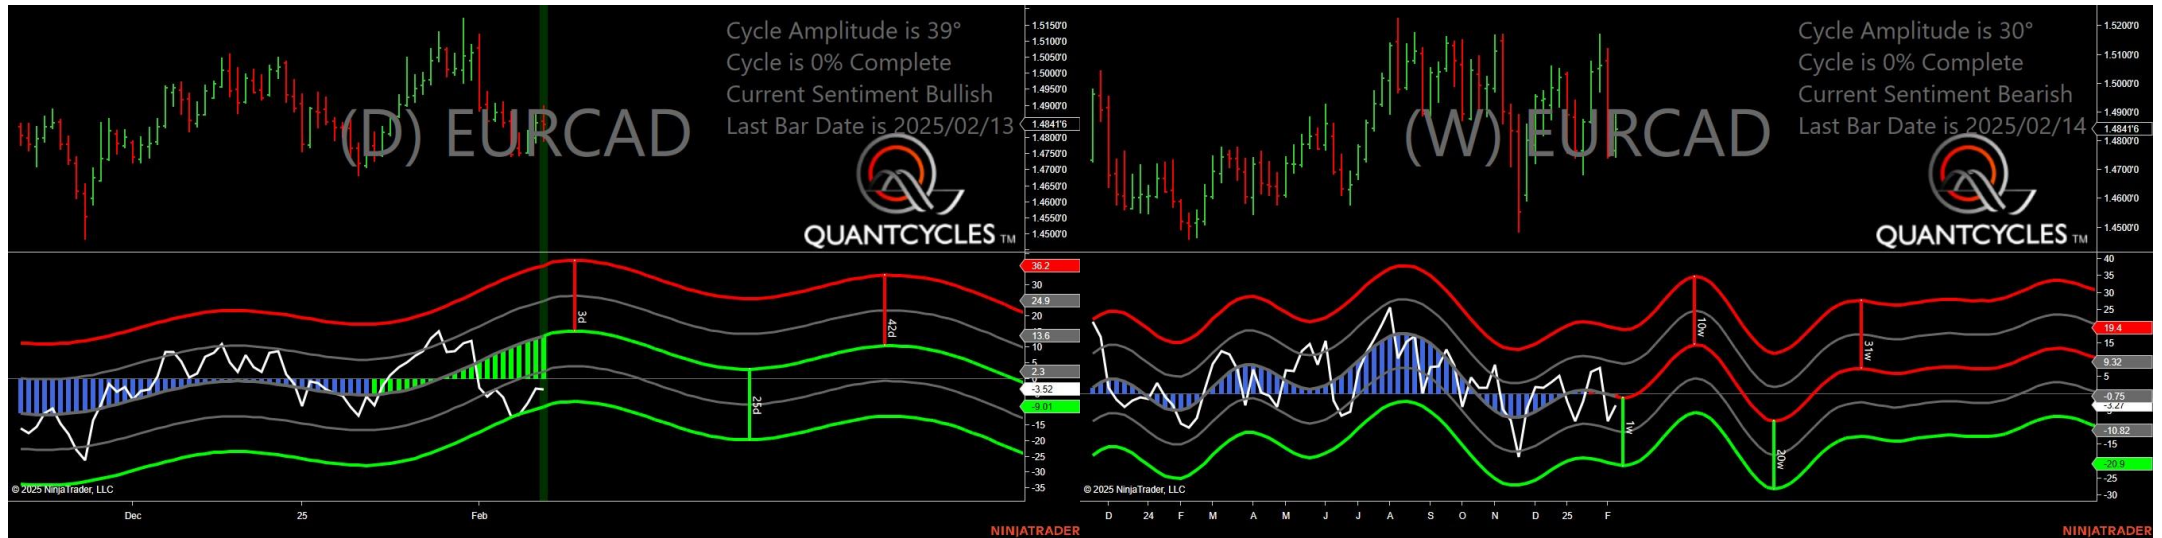 Cycle Amplitude is 39°
Cycle is 0% Complete
Current Sentiment Bullish
Last Bar Date is 2025/02/13
(D) EURCAD
QUANTCYCLES TM
1.5150'0
1.5100'0
1.5050'0
1.5000'0
1.4950'0
1.4900'0
1.4841'6
1.4800'0
1.4750'0
1.4700'0
1.4650'0
1.4600'0
1.4550'0
1.4500'0
36.2
30
24.9
20
13.6
10
5
2.3
-3.52
-9.01
-15
-20
-25
-30
-35
3d
25d
42d
© 2025 NinjaTrader, LLC
Dec
25
Feb
NINJATRADER
Cycle Amplitude is 30°
Cycle is 0% Complete
Current Sentiment Bearish
Last Bar Date is 2025/02/14
(W) EURCAD
QUANTCYCLES TM
1.5200'0
1.5100'0
1.5000'0
1.4900'0
1.4841'6
1.4800'0
1.4700'0
1.4600'0
1.4500'0
40
35
30
25
19.4
15
9.32
5
-0.75
-3.27
-10.82
-15
-20.9
-25
-30
1w
10w
20w
31w
© 2025 NinjaTrader, LLC
D 24 F M A M J J A S O N D 25 F
NINJATRADER